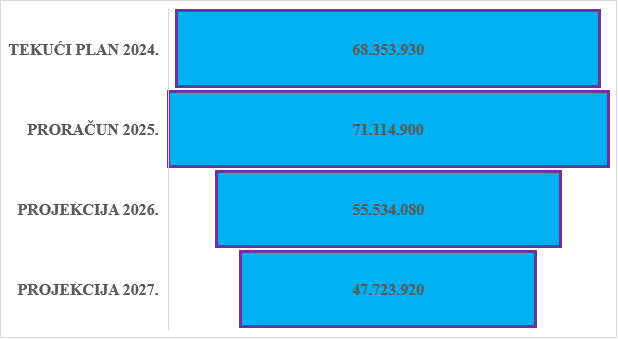 TEKUĆI PLAN 2024. 68.353.930
PRORAČUN 2025. 71.114.900
PROJEKCIJA 2026. 55.534.080
PROJEKCIJA 2027. 47.723.920